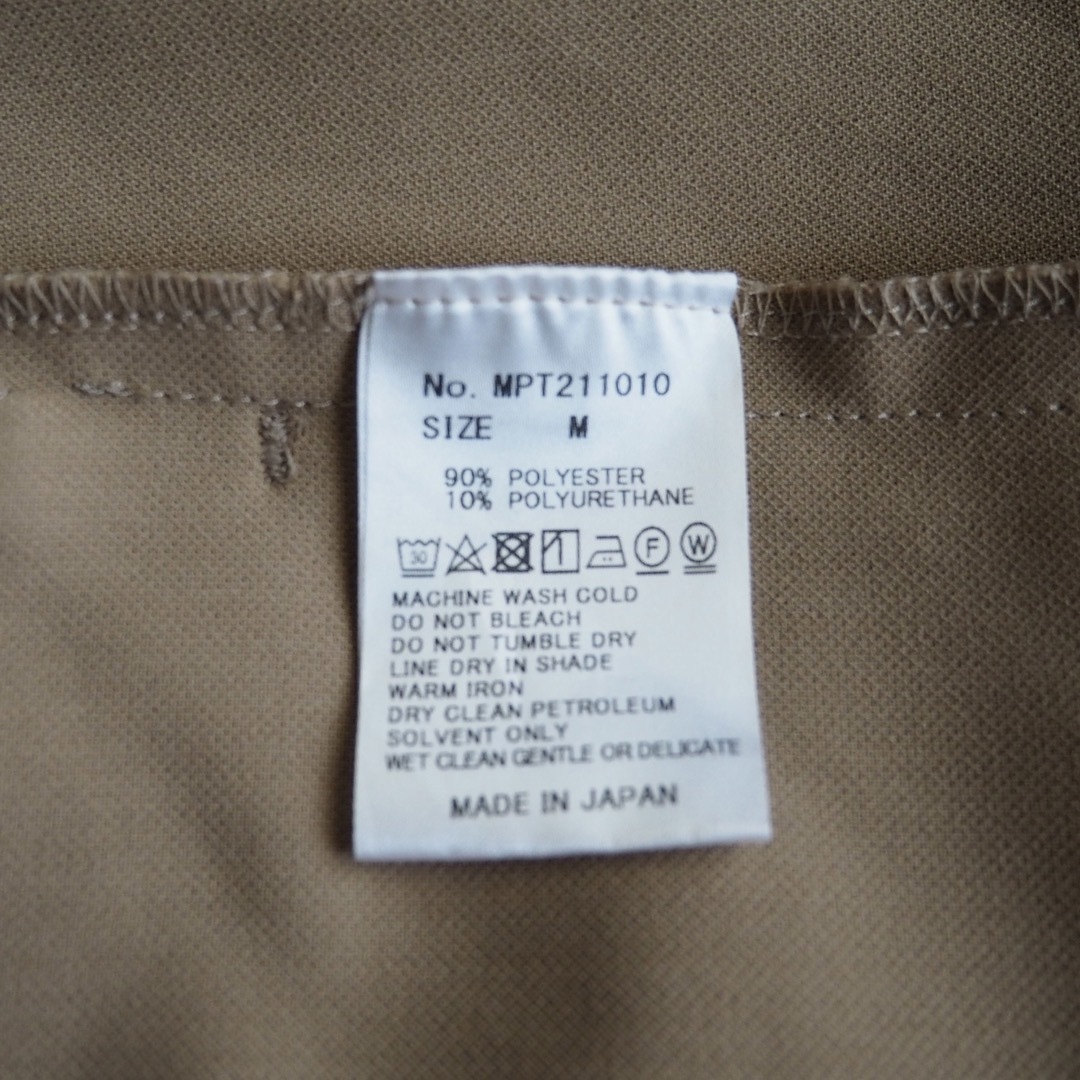 No. MPT211010
SIZE M
90% POLYESTER
10% POLYURETHANE
30 F W
MACHINE WASH COLD
DO NOT BLEACH
DO NOT TUMBLE DRY
LINE DRY IN SHADE
WARM IRON
DRY CLEAN PETROLEUM
SOLVENT ONLY
WET CLEAN GENTLE OR DELICATE
MADE IN JAPAN